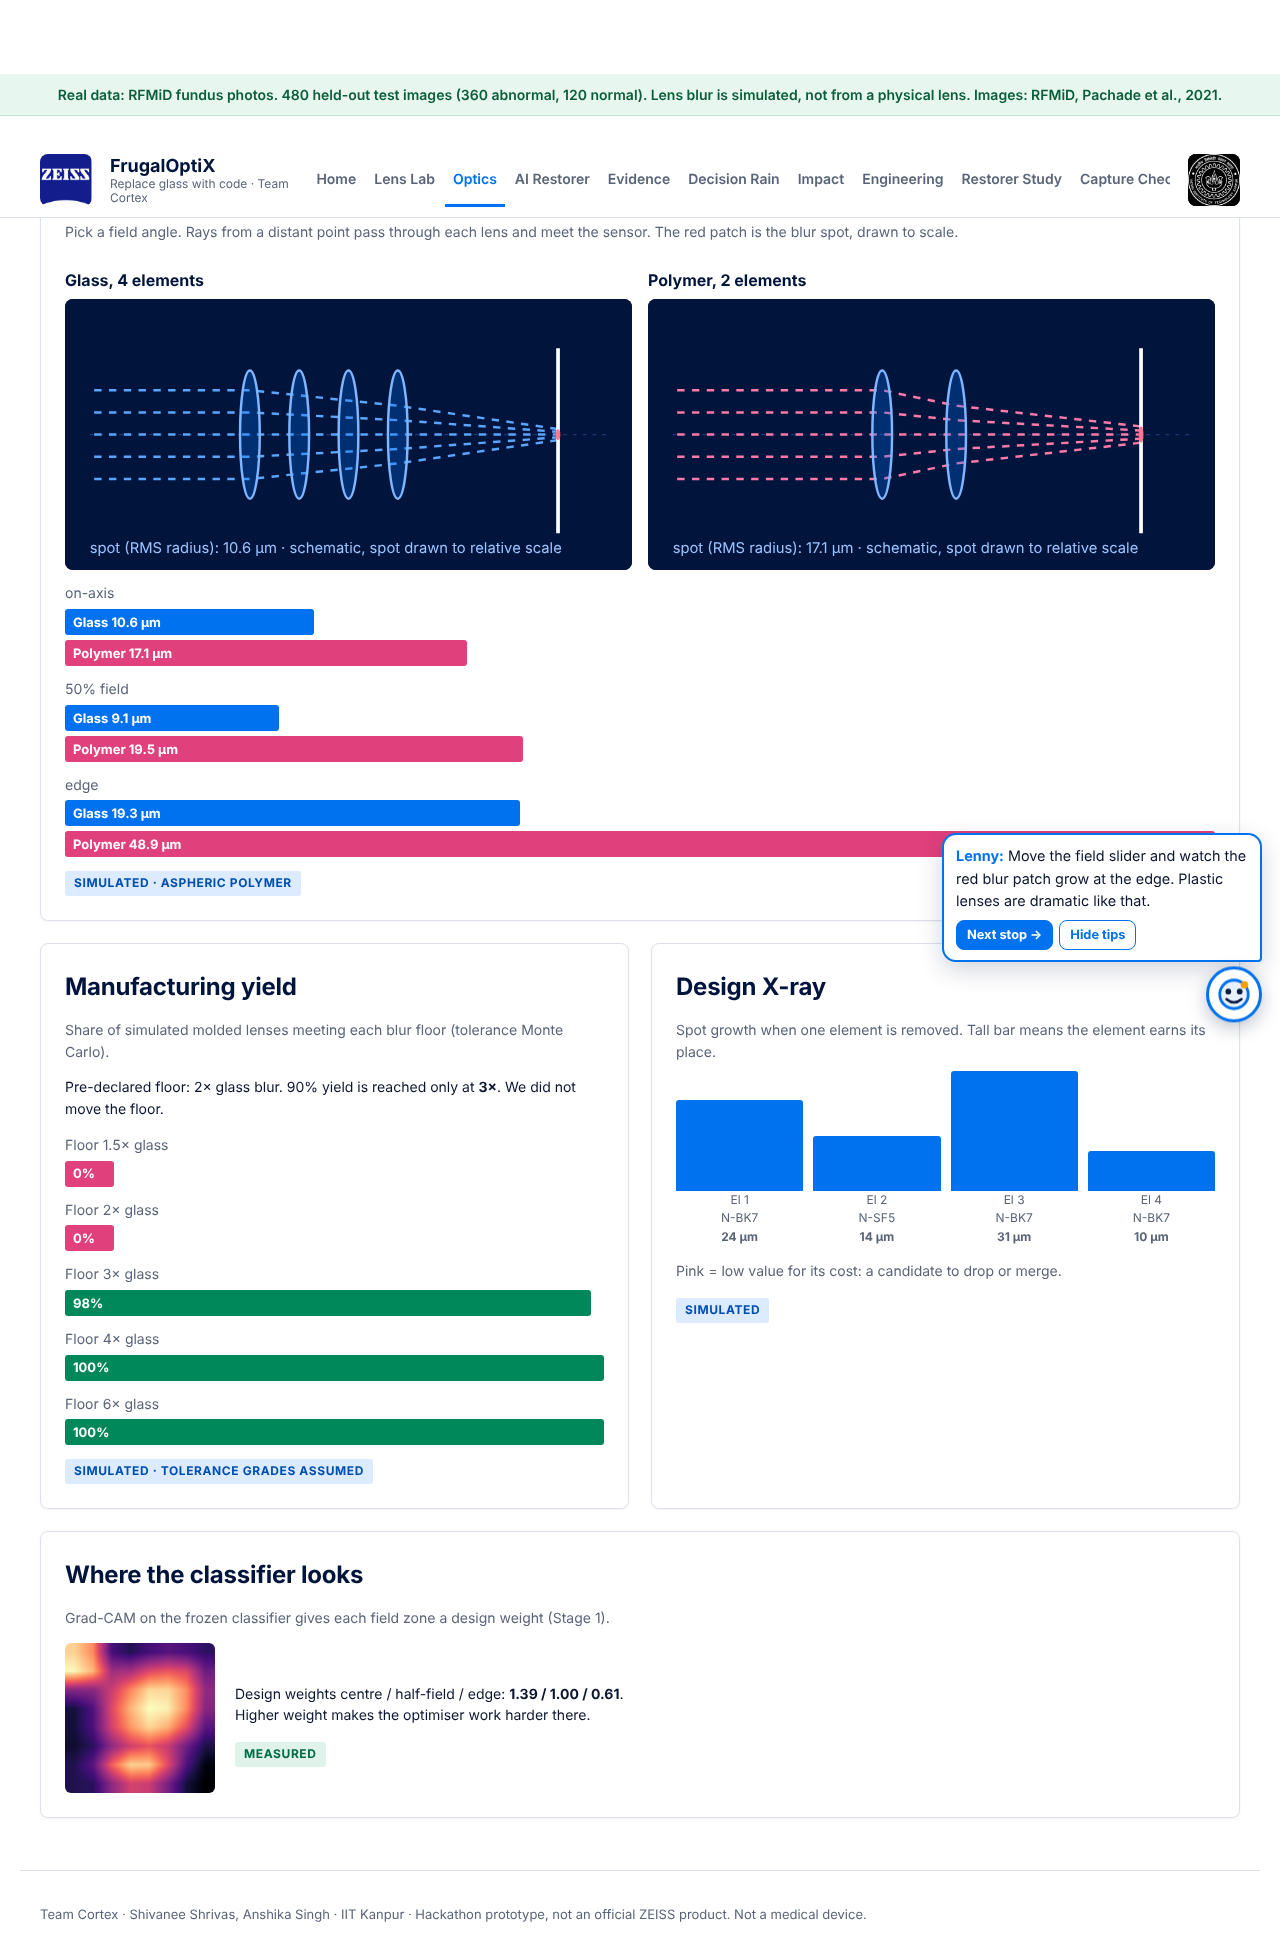 Real data: RFMiD fundus photos. 480 held-out test images (360 abnormal, 120 normal). Lens blur is simulated, not from a physical lens. Images: RFMiD, Pachade et al., 2021.
ZEISS
FrugalOptiX
Replace glass with code · Team
Cortex
Home Lens Lab Optics AI Restorer Evidence Decision Rain Impact Engineering Restorer Study Capture Chec
Pick a field angle. Rays from a distant point pass through each lens and meet the sensor. The red patch is the blur spot, drawn to scale.
Glass, 4 elements
spot (RMS radius): 10.6 µm · schematic, spot drawn to relative scale
Polymer, 2 elements
spot (RMS radius): 17.1 µm · schematic, spot drawn to relative scale
on-axis
Glass 10.6 µm
Polymer 17.1 µm
50% field
Glass 9.1 µm
Polymer 19.5 µm
edge
Glass 19.3 µm
Polymer 48.9 µm
SIMULATED · ASPHERIC POLYMER
Lenny: Move the field slider and watch the
red blur patch grow at the edge. Plastic
lenses are dramatic like that.
Next stop → Hide tips
Manufacturing yield
Share of simulated molded lenses meeting each blur floor (tolerance Monte
Carlo).
Pre-declared floor: 2× glass blur. 90% yield is reached only at 3×. We did not
move the floor.
Floor 1.5× glass
0%
Floor 2× glass
0%
Floor 3× glass
98%
Floor 4× glass
100%
Floor 6× glass
100%
SIMULATED · TOLERANCE GRADES ASSUMED
Design X-ray
Spot growth when one element is removed. Tall bar means the element earns its
place.
El 1 El 2 El 3 El 4
N-BK7 N-SF5 N-BK7 N-BK7
24 µm 14 µm 31 µm 10 µm
Pink = low value for its cost: a candidate to drop or merge.
SIMULATED
Where the classifier looks
Grad-CAM on the frozen classifier gives each field zone a design weight (Stage 1).
Design weights centre / half-field / edge: 1.39 / 1.00 / 0.61.
Higher weight makes the optimiser work harder there.
MEASURED
Team Cortex · Shivanee Shrivas, Anshika Singh · IIT Kanpur · Hackathon prototype, not an official ZEISS product. Not a medical device.